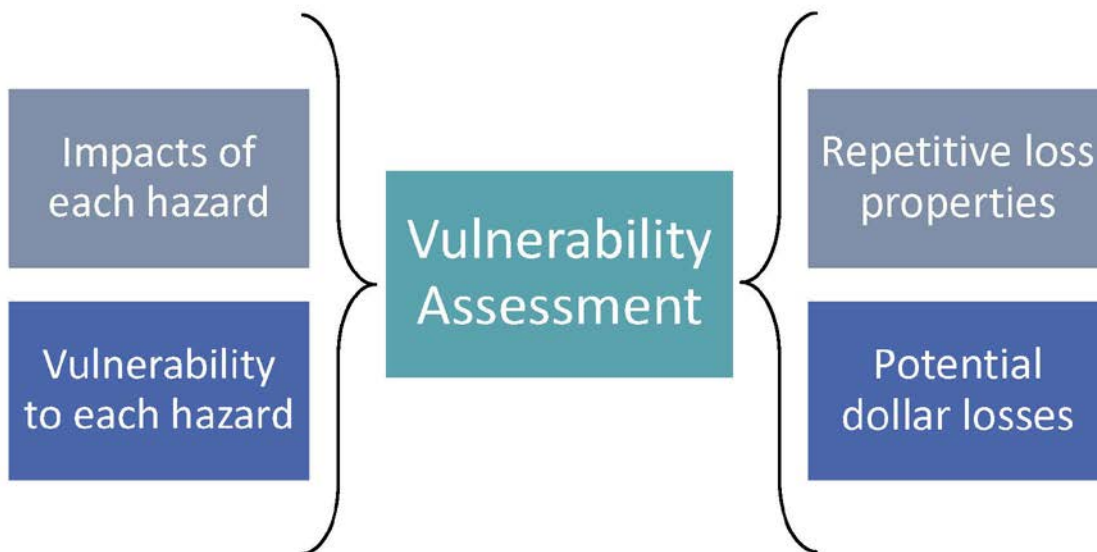 Impacts of
each hazard
Vulnerability
to each hazard
Vulnerability
Assessment
Repetitive loss
properties
Potential
dollar losses